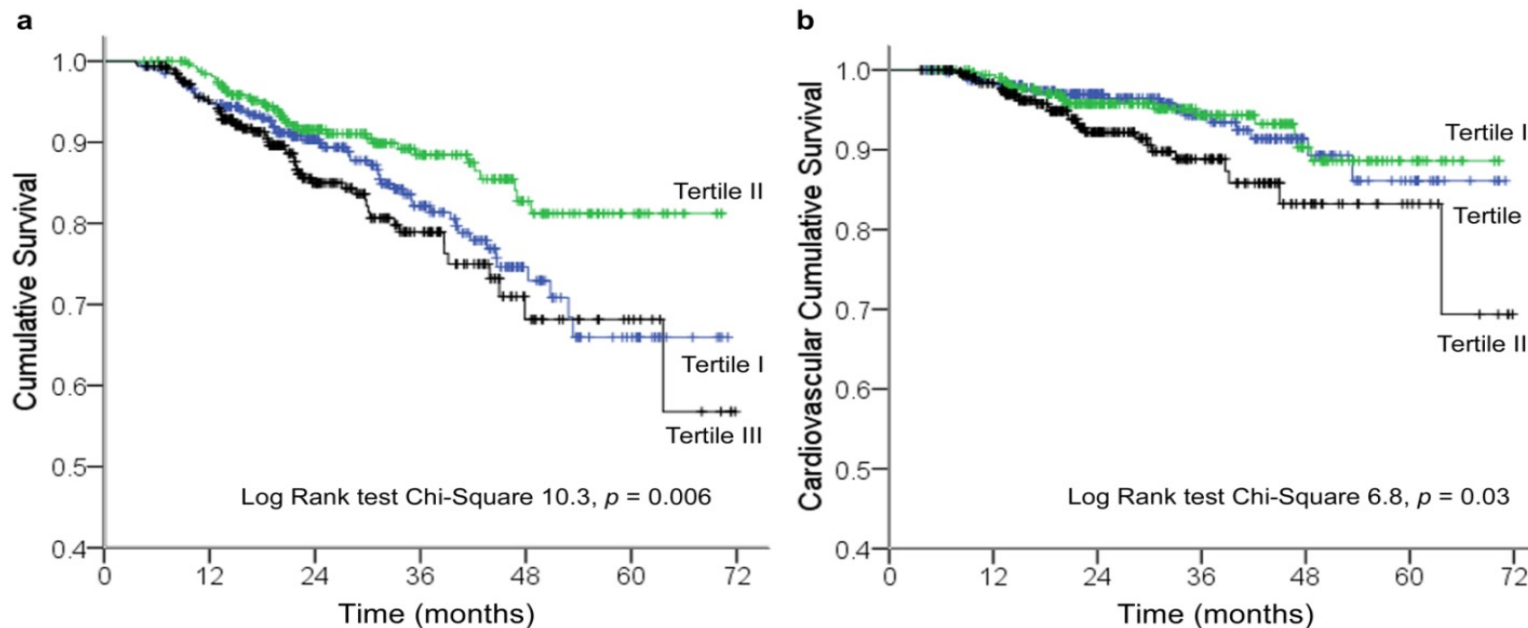 a
1.0
0.9
0.8
0.7
0.6
0.5
0.4
0
12
24
36
48
60
72
Cumulative Survival
Time (months)
Tertile II
Tertile I
Tertile III
Log Rank test Chi-Square 10.3, p = 0.006
b
1.0
0.9
0.8
0.7
0.6
0.5
0.4
0
12
24
36
48
60
72
Cardiovascular Cumulative Survival
Time (months)
Tertile I
Tertile
Tertile II
Log Rank test Chi-Square 6.8, p = 0.03